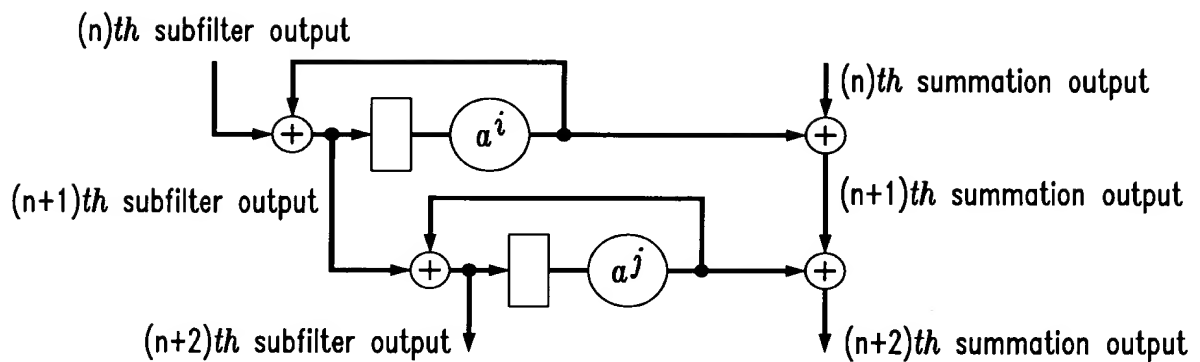 (n)th subfilter output
(n)th summation output
+
a^i
+
(n+1)th subfilter output
(n+1)th summation output
+
a^j
+
(n+2)th subfilter output
(n+2)th summation output